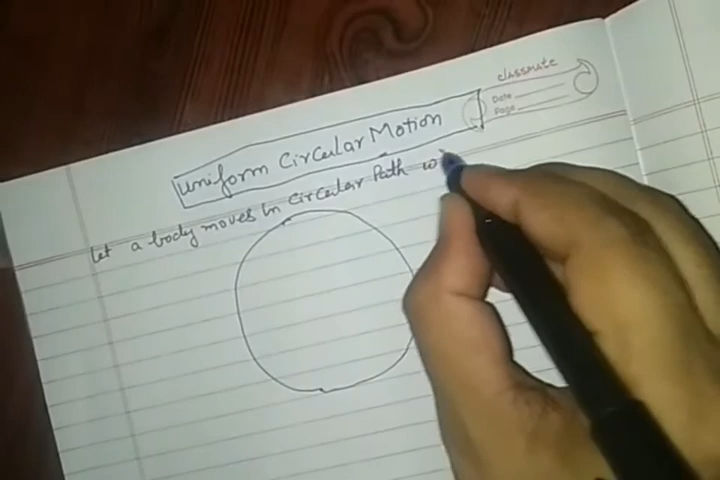 classmate
Date
Page
Uniform Circular Motion
Let a body moves in circular Path w